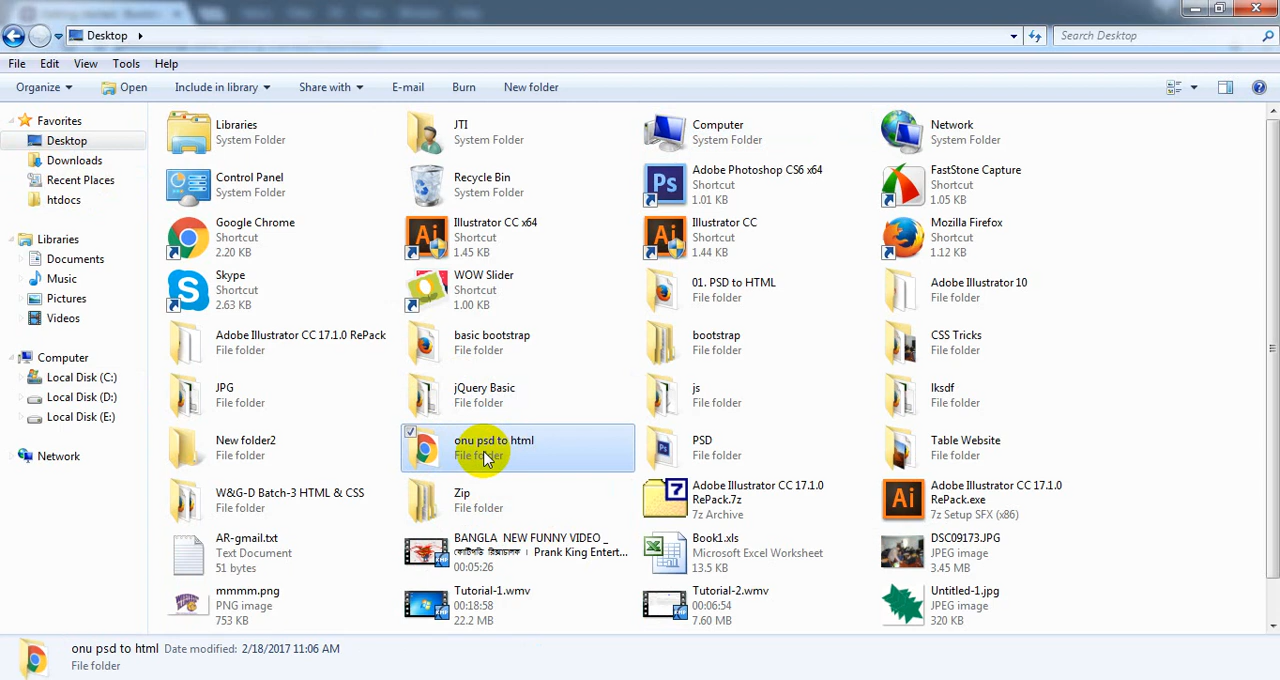 Desktop
Search Desktop
File Edit View Tools Help
Organize Open Include in library Share with E-mail Burn New folder
Favorites
Desktop
Downloads
Recent Places
htdocs
Libraries
Documents
Music
Pictures
Videos
Computer
Local Disk (C:)
Local Disk (D:)
Local Disk (E:)
Network
Libraries
System Folder
JTI
System Folder
Computer
System Folder
Network
System Folder
Control Panel
System Folder
Recycle Bin
System Folder
Adobe Photoshop CS6 x64
Shortcut
1.01 KB
FastStone Capture
Shortcut
1.05 KB
Google Chrome
Shortcut
2.20 KB
Illustrator CC x64
Shortcut
1.45 KB
Illustrator CC
Shortcut
1.44 KB
Mozilla Firefox
Shortcut
1.12 KB
Skype
Shortcut
2.63 KB
WOW Slider
Shortcut
1.00 KB
01. PSD to HTML
File folder
Adobe Illustrator 10
File folder
Adobe Illustrator CC 17.1.0 RePack
File folder
basic bootstrap
File folder
bootstrap
File folder
CSS Tricks
File folder
JPG
File folder
jQuery Basic
File folder
js
File folder
lksdf
File folder
New folder2
File folder
onu psd to html
File folder
PSD
File folder
Table Website
File folder
W&G-D Batch-3 HTML & CSS
File folder
Zip
File folder
Adobe Illustrator CC 17.1.0
RePack.7z
7z Archive
Adobe Illustrator CC 17.1.0
RePack.exe
7z Setup SFX (x86)
AR-gmail.txt
Text Document
51 bytes
BANGLA NEW FUNNY VIDEO _
কোটিপতি রিক্সাচালক । Prank King Entert...
00:05:26
Book1.xls
Microsoft Excel Worksheet
13.5 KB
DSC09173.JPG
JPEG image
3.45 MB
mmmm.png
PNG image
753 KB
Tutorial-1.wmv
00:18:58
22.2 MB
Tutorial-2.wmv
00:06:54
7.60 MB
Untitled-1.jpg
JPEG image
320 KB
onu psd to html Date modified: 2/18/2017 11:06 AM
File folder